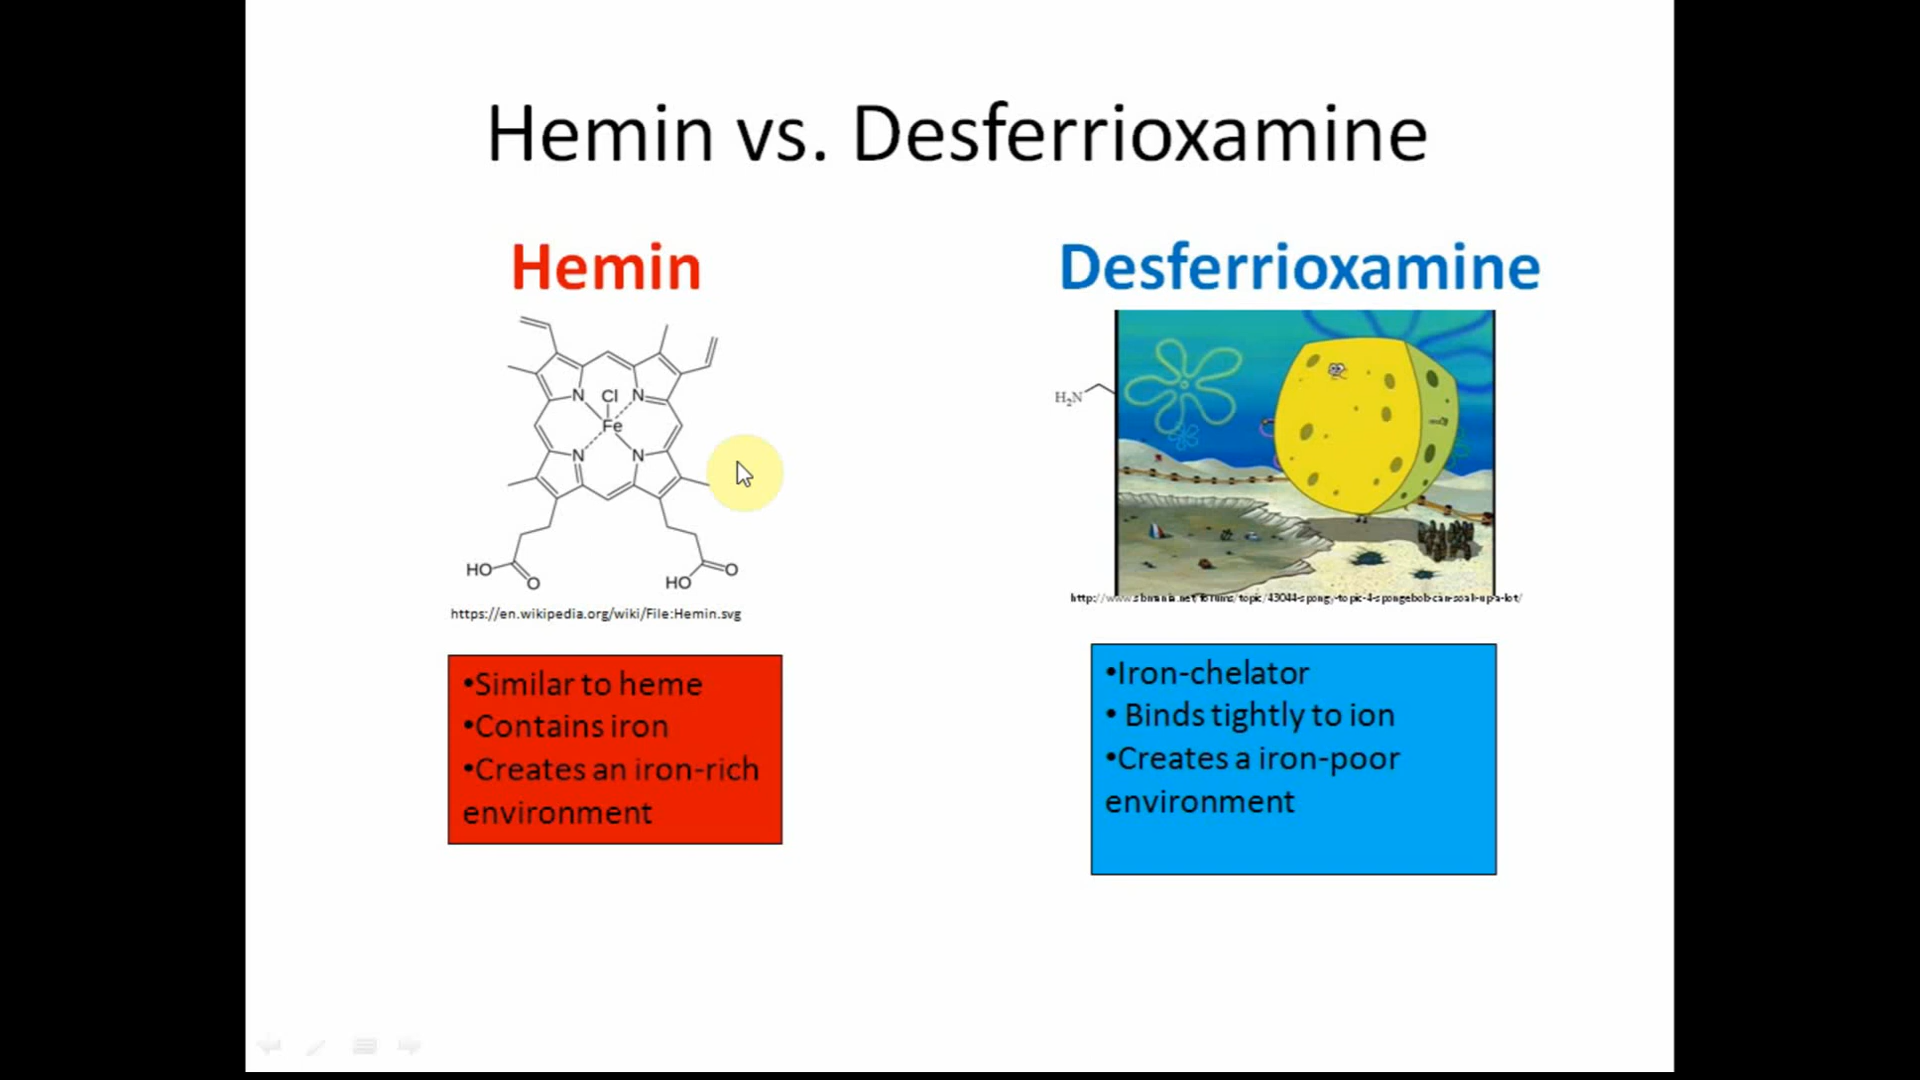 Hemin vs. Desferrioxamine
Hemin
Desferrioxamine
Cl
N
N
Fe
N
N
HO
O
HO
O
H2N
https://en.wikipedia.org/wiki/File:Hemin.svg
•Similar to heme
•Contains iron
•Creates an iron-rich
environment
•Iron-chelator
• Binds tightly to ion
•Creates a iron-poor
environment